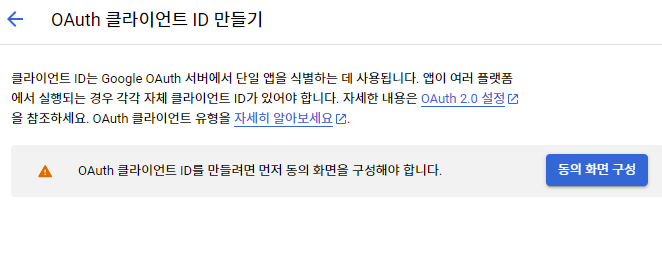 OAuth 클라이언트 ID 만들기
클라이언트 ID는 Google OAuth 서버에서 단일 앱을 식별하는 데 사용됩니다. 앱이 여러 플랫폼
에서 실행되는 경우 각각 자체 클라이언트 ID가 있어야 합니다. 자세한 내용은 OAuth 2.0 설정
을 참조하세요. OAuth 클라이언트 유형을 자세히 알아보세요.
OAuth 클라이언트 ID를 만들려면 먼저 동의 화면을 구성해야 합니다. 동의 화면 구성